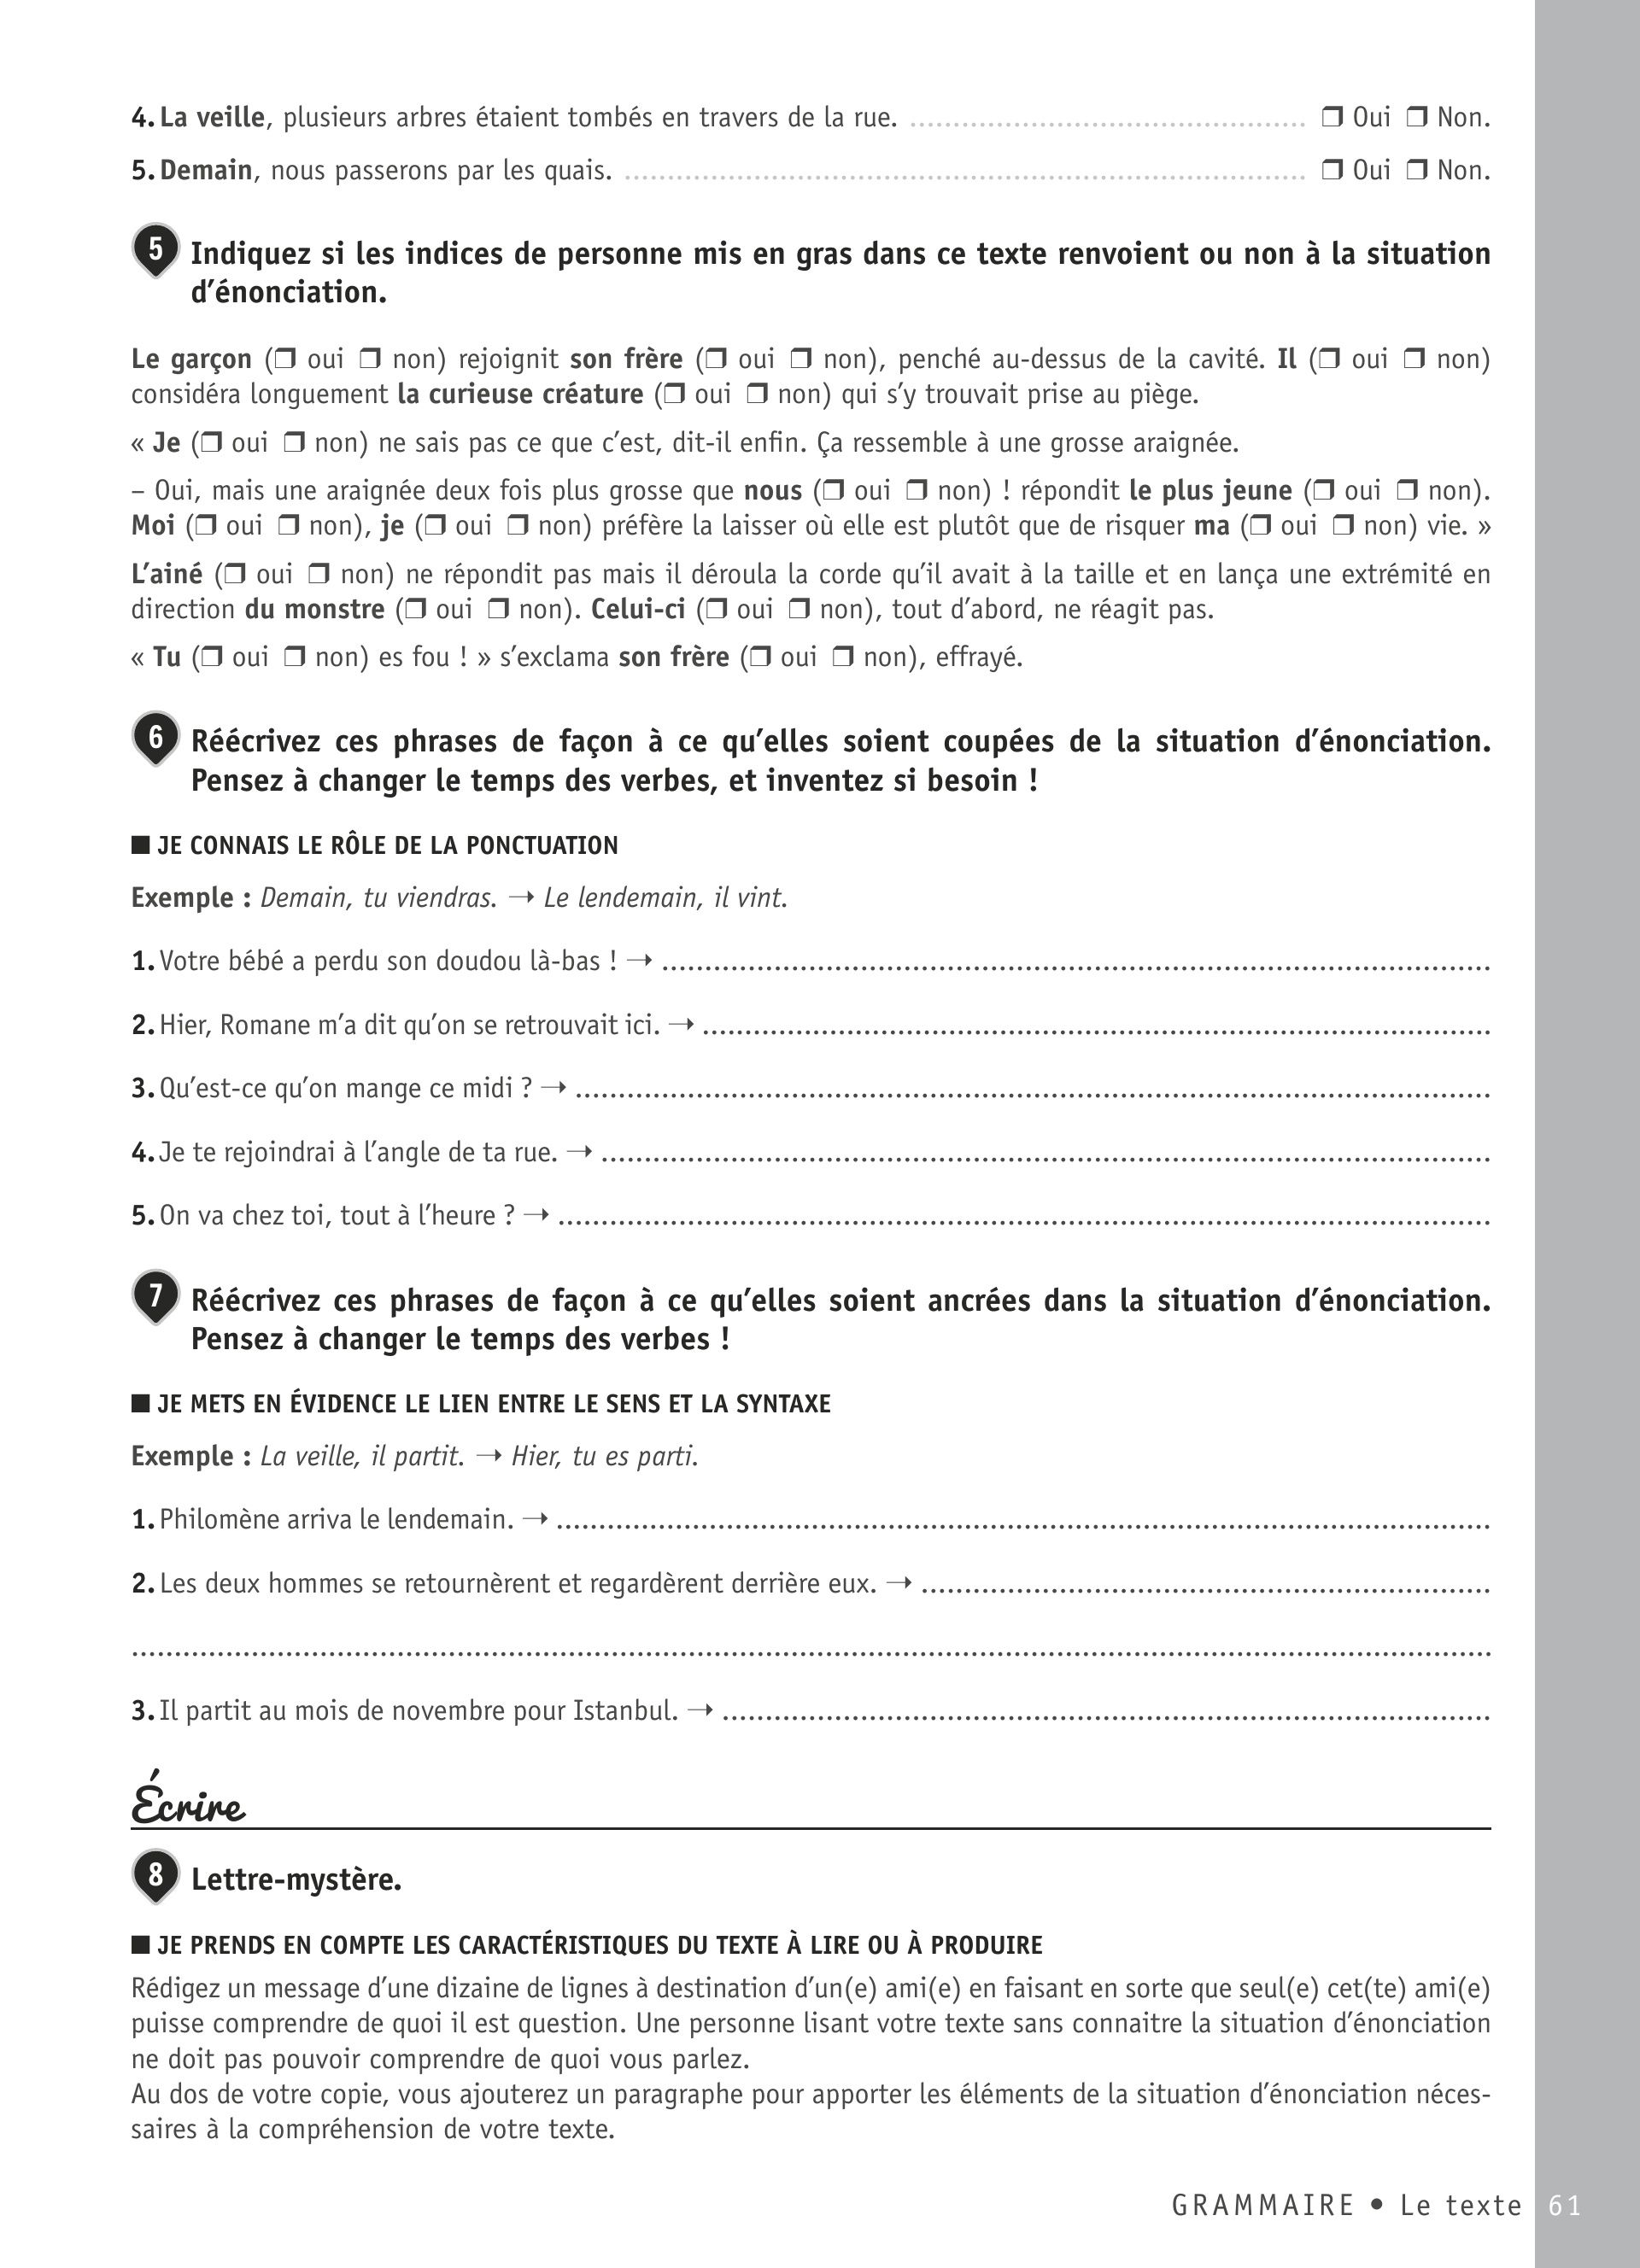 4. La veille, plusieurs arbres étaient tombés en travers de la rue. ............................................... ❒ Oui ❒ Non.
5. Demain, nous passerons par les quais. ............................................................................... ❒ Oui ❒ Non.
5 Indiquez si les indices de personne mis en gras dans ce texte renvoient ou non à la situation
d’énonciation.
Le garçon (❒ oui ❒ non) rejoignit son frère (❒ oui ❒ non), penché au-dessus de la cavité. Il (❒ oui ❒ non)
considéra longuement la curieuse créature (❒ oui ❒ non) qui s’y trouvait prise au piège.
« Je (❒ oui ❒ non) ne sais pas ce que c’est, dit-il enfin. Ça ressemble à une grosse araignée.
– Oui, mais une araignée deux fois plus grosse que nous (❒ oui ❒ non) ! répondit le plus jeune (❒ oui ❒ non).
Moi (❒ oui ❒ non), je (❒ oui ❒ non) préfère la laisser où elle est plutôt que de risquer ma (❒ oui ❒ non) vie. »
L’ainé (❒ oui ❒ non) ne répondit pas mais il déroula la corde qu’il avait à la taille et en lança une extrémité en
direction du monstre (❒ oui ❒ non). Celui-ci (❒ oui ❒ non), tout d’abord, ne réagit pas.
« Tu (❒ oui ❒ non) es fou ! » s’exclama son frère (❒ oui ❒ non), effrayé.
6 Réécrivez ces phrases de façon à ce qu’elles soient coupées de la situation d’énonciation.
Pensez à changer le temps des verbes, et inventez si besoin !
■ JE CONNAIS LE RÔLE DE LA PONCTUATION
Exemple : Demain, tu viendras. → Le lendemain, il vint.
1. Votre bébé a perdu son doudou là-bas ! → ................................................................................................
2. Hier, Romane m’a dit qu’on se retrouvait ici. → ...........................................................................................
3. Qu’est-ce qu’on mange ce midi ? → ..........................................................................................................
4. Je te rejoindrai à l’angle de ta rue. → .......................................................................................................
5. On va chez toi, tout à l’heure ? → ............................................................................................................
7 Réécrivez ces phrases de façon à ce qu’elles soient ancrées dans la situation d’énonciation.
Pensez à changer le temps des verbes !
■ JE METS EN ÉVIDENCE LE LIEN ENTRE LE SENS ET LA SYNTAXE
Exemple : La veille, il partit. → Hier, tu es parti.
1. Philomène arriva le lendemain. → ............................................................................................................
2. Les deux hommes se retournèrent et regardèrent derrière eux. → ..................................................................
.............................................................................................................................................................
3. Il partit au mois de novembre pour Istanbul. → .........................................................................................
Écrire
8 Lettre-mystère.
■ JE PRENDS EN COMPTE LES CARACTÉRISTIQUES DU TEXTE À LIRE OU À PRODUIRE
Rédigez un message d’une dizaine de lignes à destination d’un(e) ami(e) en faisant en sorte que seul(e) cet(te) ami(e)
puisse comprendre de quoi il est question. Une personne lisant votre texte sans connaitre la situation d’énonciation
ne doit pas pouvoir comprendre de quoi vous parlez.
Au dos de votre copie, vous ajouterez un paragraphe pour apporter les éléments de la situation d’énonciation néces-
saires à la compréhension de votre texte.
GRAMMAIRE • Le texte 61